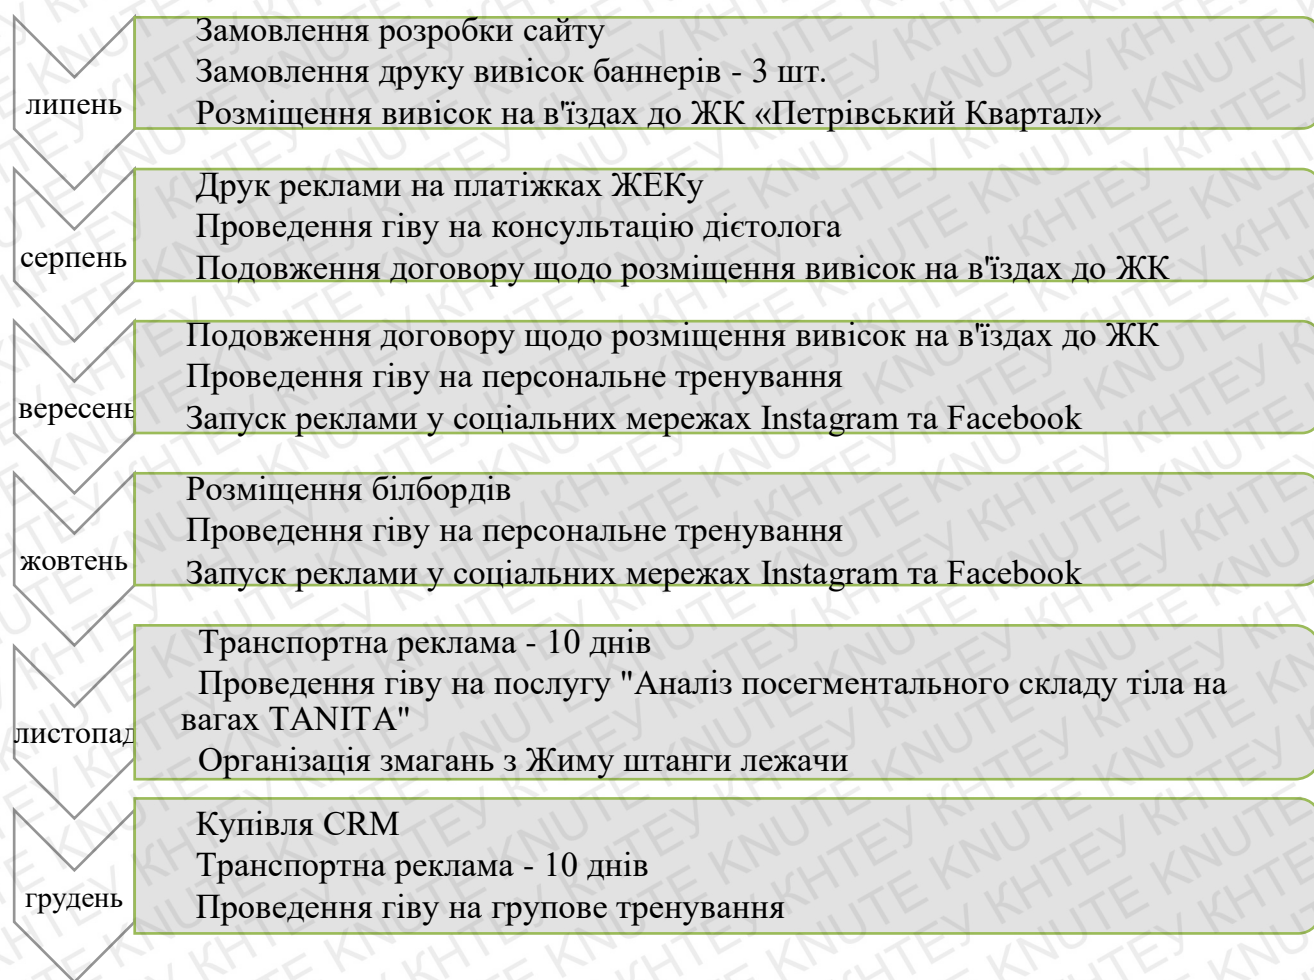 липень
Замовлення розробки сайту
Замовлення друку вивісок баннерів - 3 шт.
Розміщення вивісок на в'їздах до ЖК «Петрівський Квартал»
серпень
Друк реклами на платіжках ЖЕКу
Проведення гіву на консультацію дієтолога
Подовження договору щодо розміщення вивісок на в'їздах до ЖК
вересень
Подовження договору щодо розміщення вивісок на в'їздах до ЖК
Проведення гіву на персональне тренування
Запуск реклами у соціальних мережах Instagram та Facebook
жовтень
Розміщення білбордів
Проведення гіву на персональне тренування
Запуск реклами у соціальних мережах Instagram та Facebook
листопад
Транспортна реклама - 10 днів
Проведення гіву на послугу "Аналіз посегментального складу тіла на
вагах TANITA"
Організація змагань з Жиму штанги лежачи
грудень
Купівля CRM
Транспортна реклама - 10 днів
Проведення гіву на групове тренування